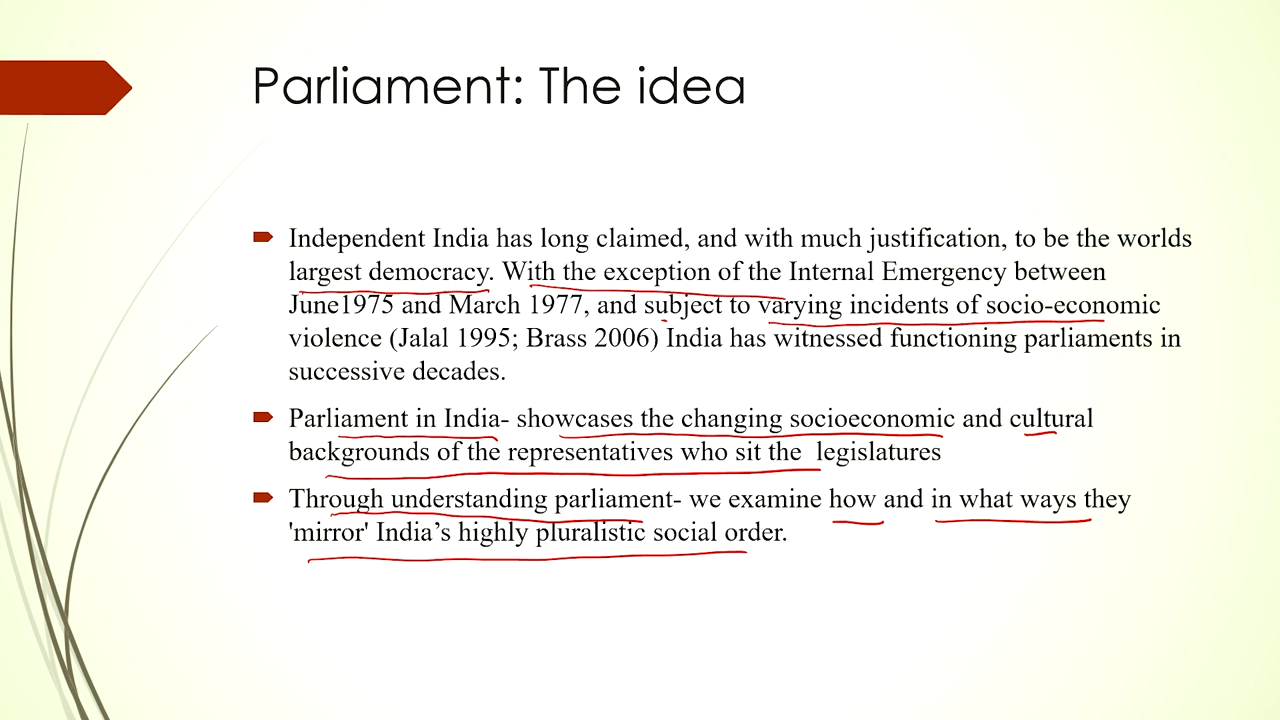 Parliament: The idea
Independent India has long claimed, and with much justification, to be the worlds
largest democracy. With the exception of the Internal Emergency between
June1975 and March 1977, and subject to varying incidents of socio-economic
violence (Jalal 1995; Brass 2006) India has witnessed functioning parliaments in
successive decades.
Parliament in India- showcases the changing socioeconomic and cultural
backgrounds of the representatives who sit the legislatures
Through understanding parliament- we examine how and in what ways they
'mirror' India’s highly pluralistic social order.